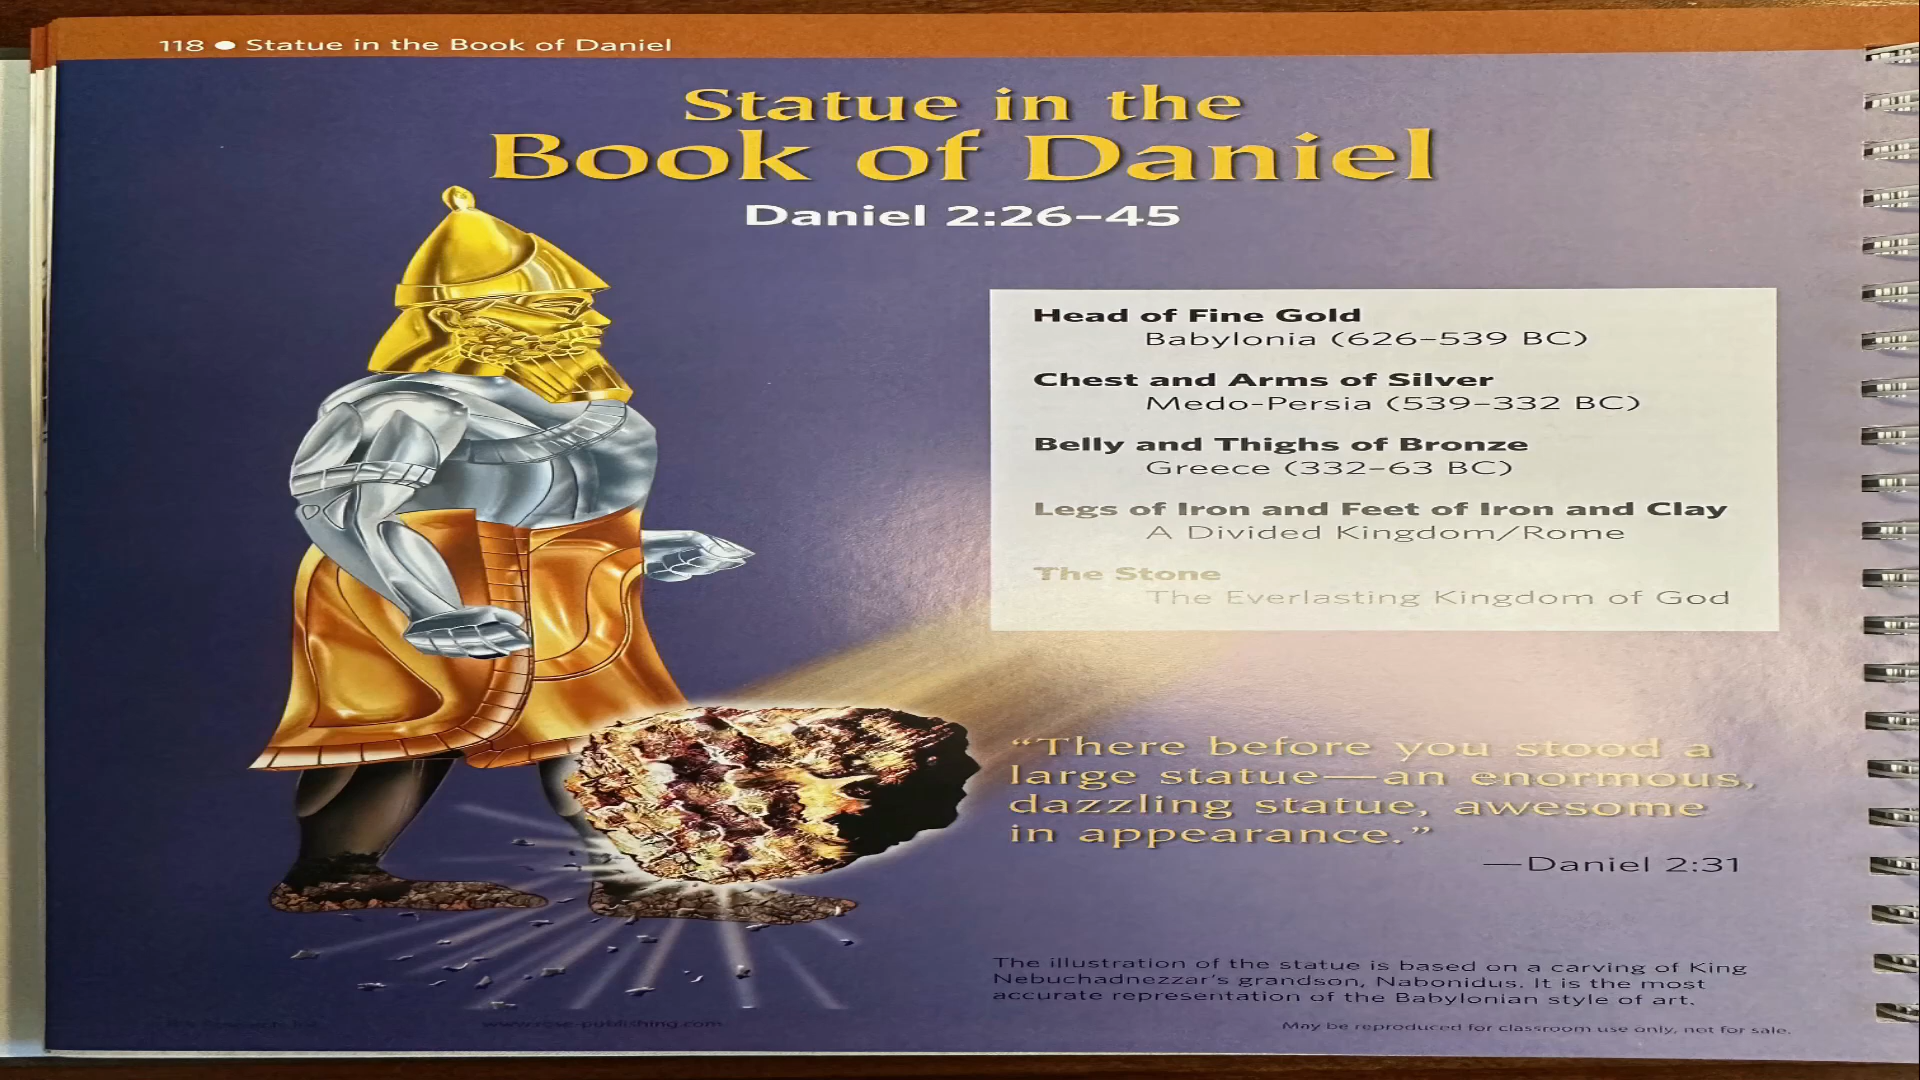 118 ● Statue in the Book of Daniel
Statue in the
Book of Daniel
Daniel 2:26–45
Head of Fine Gold
Babylonia (626–539 BC)
Chest and Arms of Silver
Medo-Persia (539–332 BC)
Belly and Thighs of Bronze
Greece (332–63 BC)
Legs of Iron and Feet of Iron and Clay
A Divided Kingdom/Rome
The Stone
The Everlasting Kingdom of God
“There before you stood a
large statue—an enormous,
dazzling statue, awesome
in appearance.”
—Daniel 2:31
The illustration of the statue is based on a carving of King
Nebuchadnezzar's grandson, Nabonidus. It is the most
accurate representation of the Babylonian style of art.
www.rose-publishing.com
May be reproduced for classroom use only, not for sale.